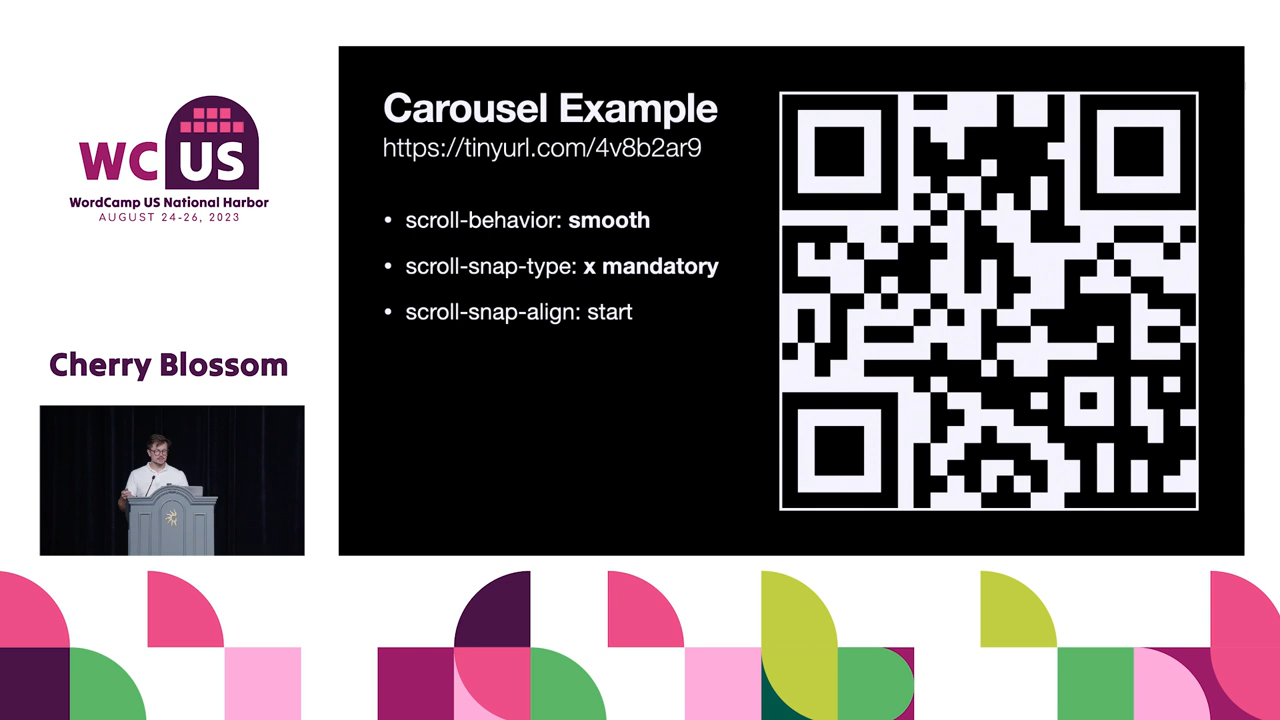 WC US
WordCamp US National Harbor
AUGUST 24-26, 2023
Cherry Blossom
Carousel Example
https://tinyurl.com/4v8b2ar9
• scroll-behavior: smooth
• scroll-snap-type: x mandatory
• scroll-snap-align: start